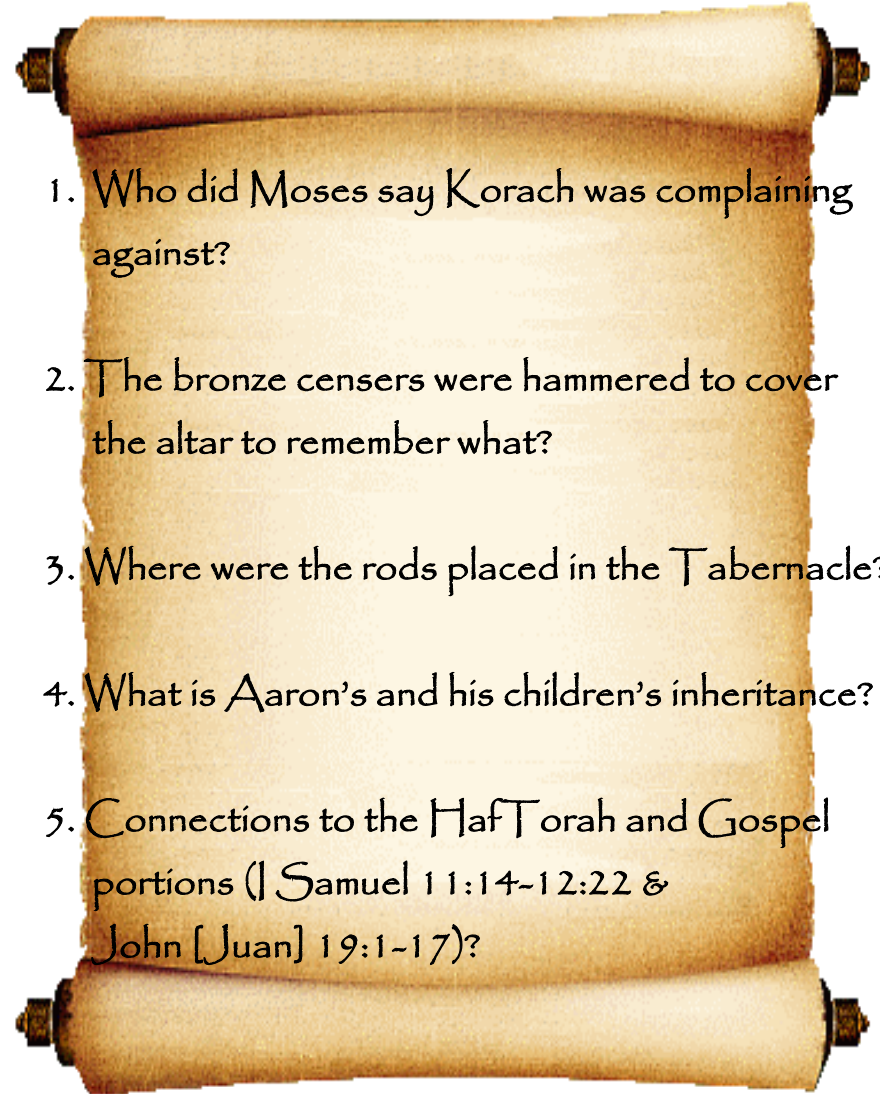 1. Who did Moses say Korach was complaining
against?
2. The bronze censers were hammered to cover
the altar to remember what?
3. Where were the rods placed in the Tabernacle?
4. What is Aaron’s and his children’s inheritance?
5. Connections to the HafTorah and Gospel
portions (I Samuel 11:14-12:22 &
John [Juan] 19:1-17)?